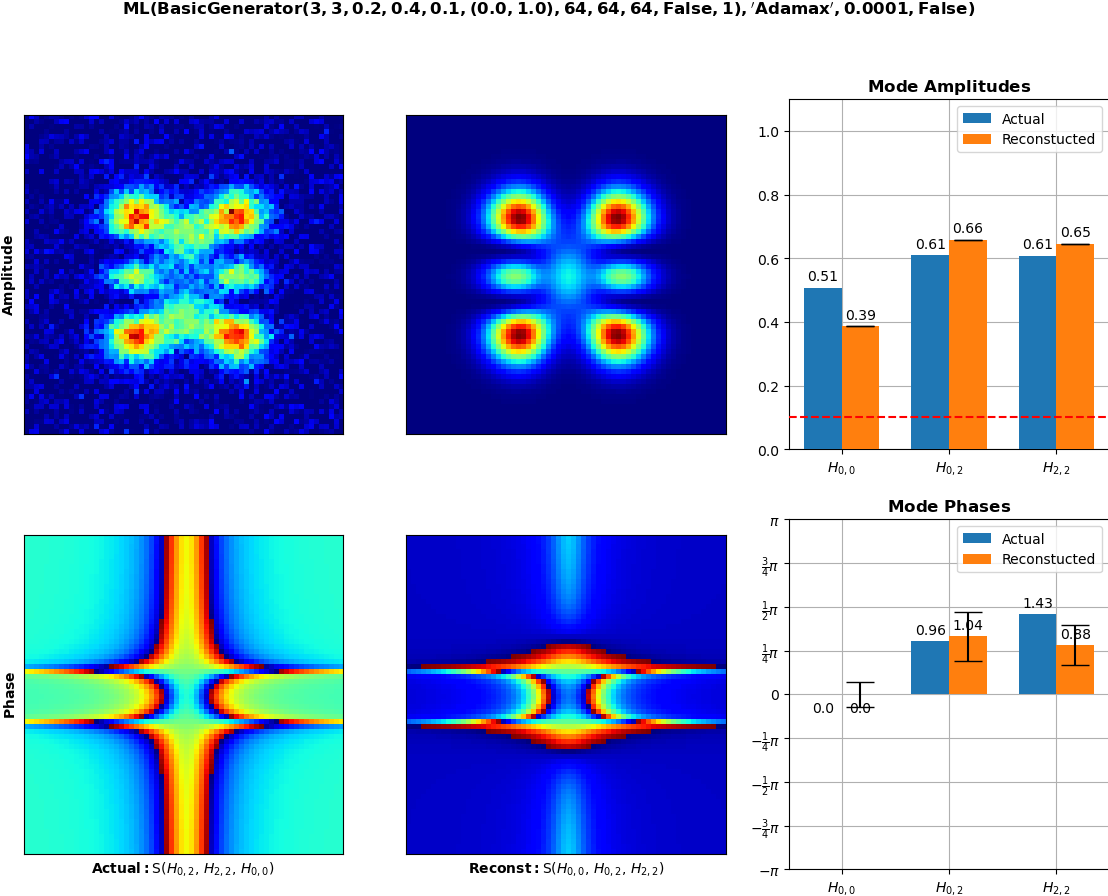 ML(BasicGenerator(3, 3, 0.2, 0.4, 0.1, (0.0, 1.0), 64, 64, 64, False, 1), ′Adamax′, 0.0001, False)
Amplitude
Mode Amplitudes
Actual
Reconstucted
1.0
0.8
0.6
0.4
0.2
0.0
0.51
0.39
0.61
0.66
0.61
0.65
H0,0
H0,2
H2,2
Phase
Actual: S(H0,2, H2,2, H0,0)
Reconst: S(H0,0, H0,2, H2,2)
Mode Phases
Actual
Reconstucted
π
3/4π
1/2π
1/4π
0
−1/4π
−1/2π
−3/4π
−π
0.0
0.0
0.96
1.04
1.43
0.88
H0,0
H0,2
H2,2